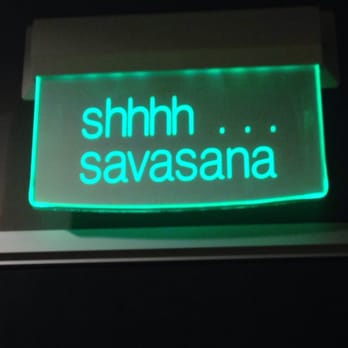 shhhh . . .
savasana